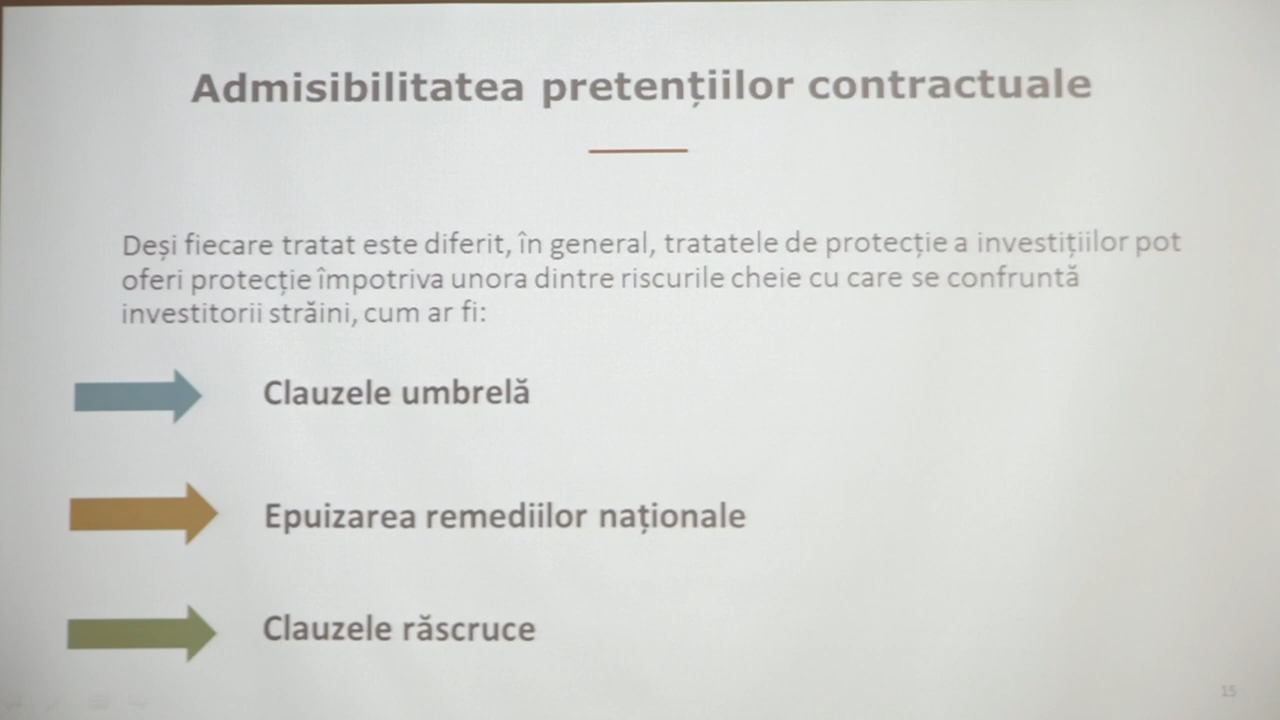 Admisibilitatea pretențiilor contractuale
Deși fiecare tratat este diferit, în general, tratatele de protecție a investițiilor pot
oferi protecție împotriva unora dintre riscurile cheie cu care se confruntă
investitorii străini, cum ar fi:
Clauzele umbrelă
Epuizarea remediilor naționale
Clauzele răscruce
15